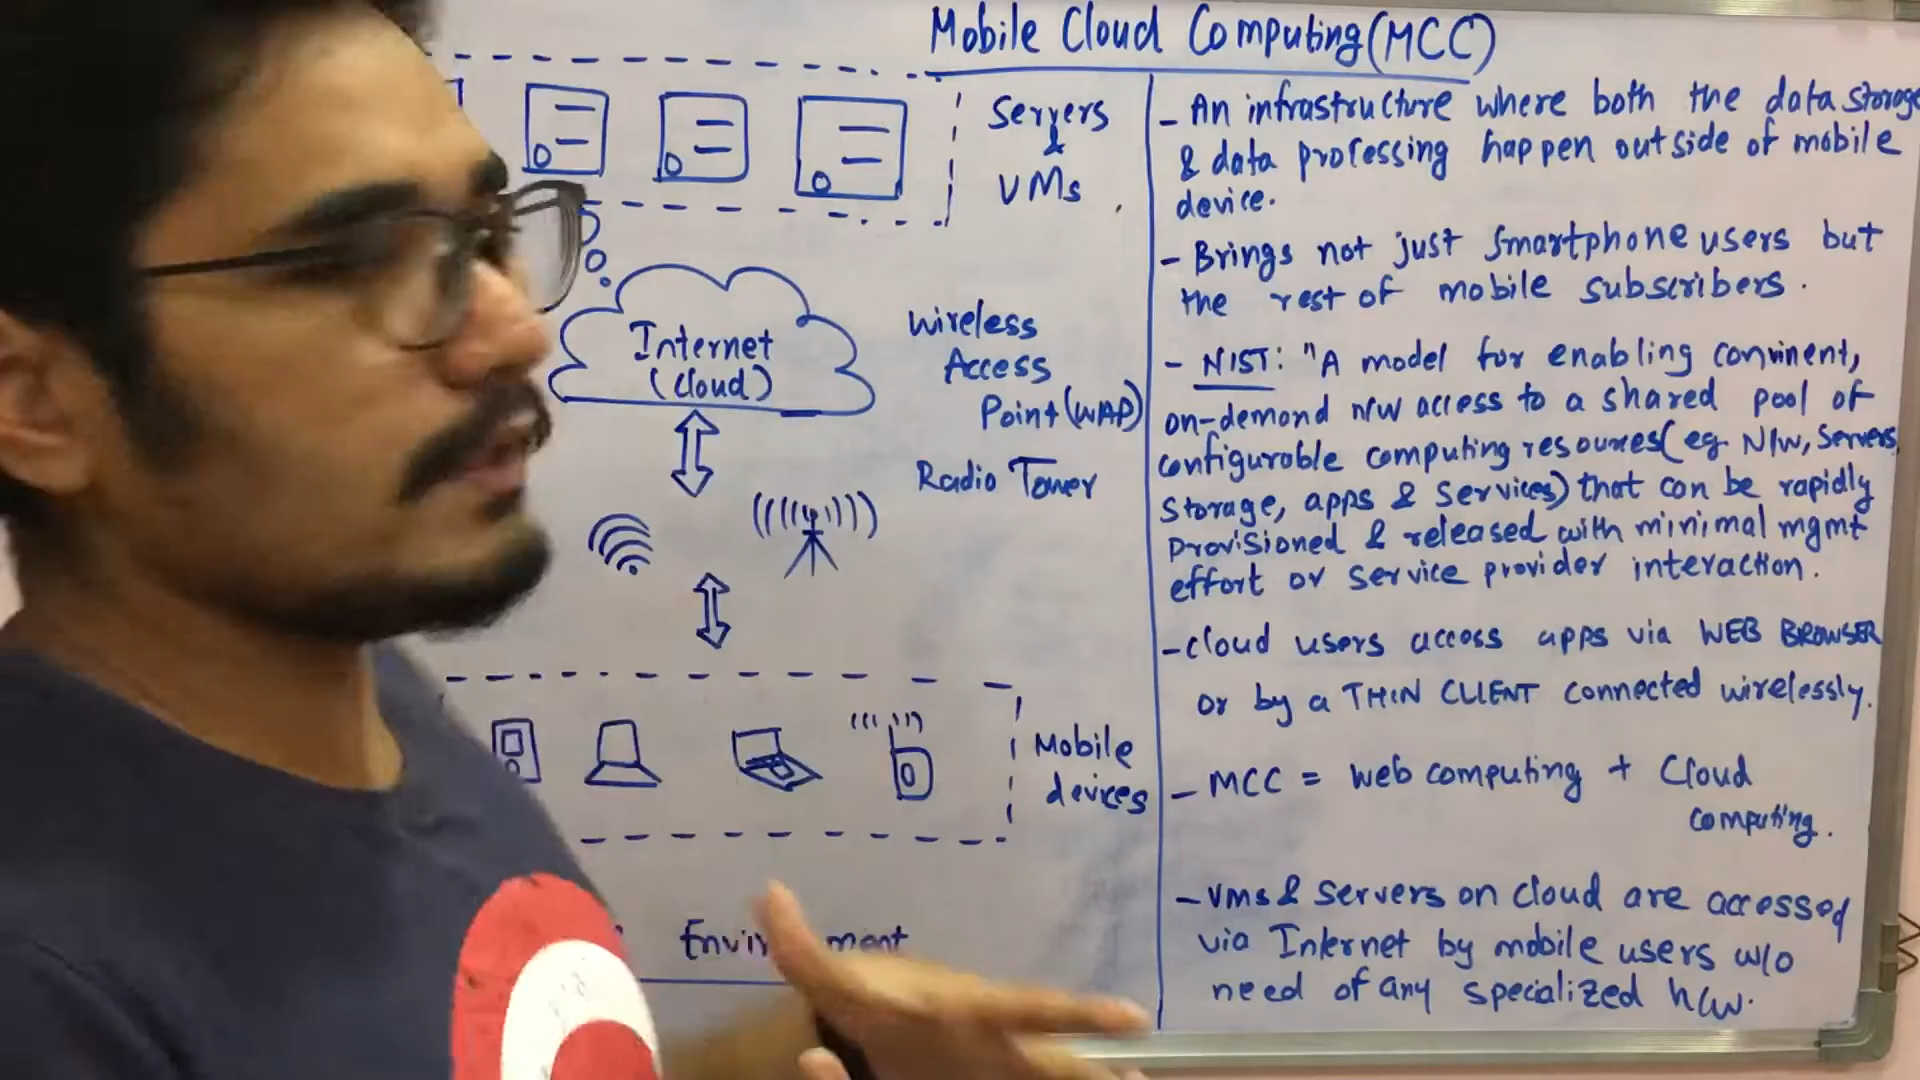 Mobile Cloud Computing (MCC)
Servers
&
VMs
Internet
(Cloud)
Wireless
Access
Point (WAP)
Radio Tower
Mobile
devices
- An infrastructure where both the data storage
& data processing happen outside of mobile
device.
- Brings not just smartphone users but
the rest of mobile subscribers.
- NIST: "A model for enabling convinent,
on-demand n/w access to a shared pool of
configurable computing resources (eg N/w, Servers,
storage, apps & services) that can be rapidly
provisioned & released with minimal mgmt
effort or service provider interaction.
- Cloud users access apps via WEB BROWSER
or by a THIN CLIENT connected wirelessly.
- MCC = web computing + Cloud
computing.
- Vms & servers on cloud are accessed
via Internet by mobile users w/o
need of any specialized h/w.